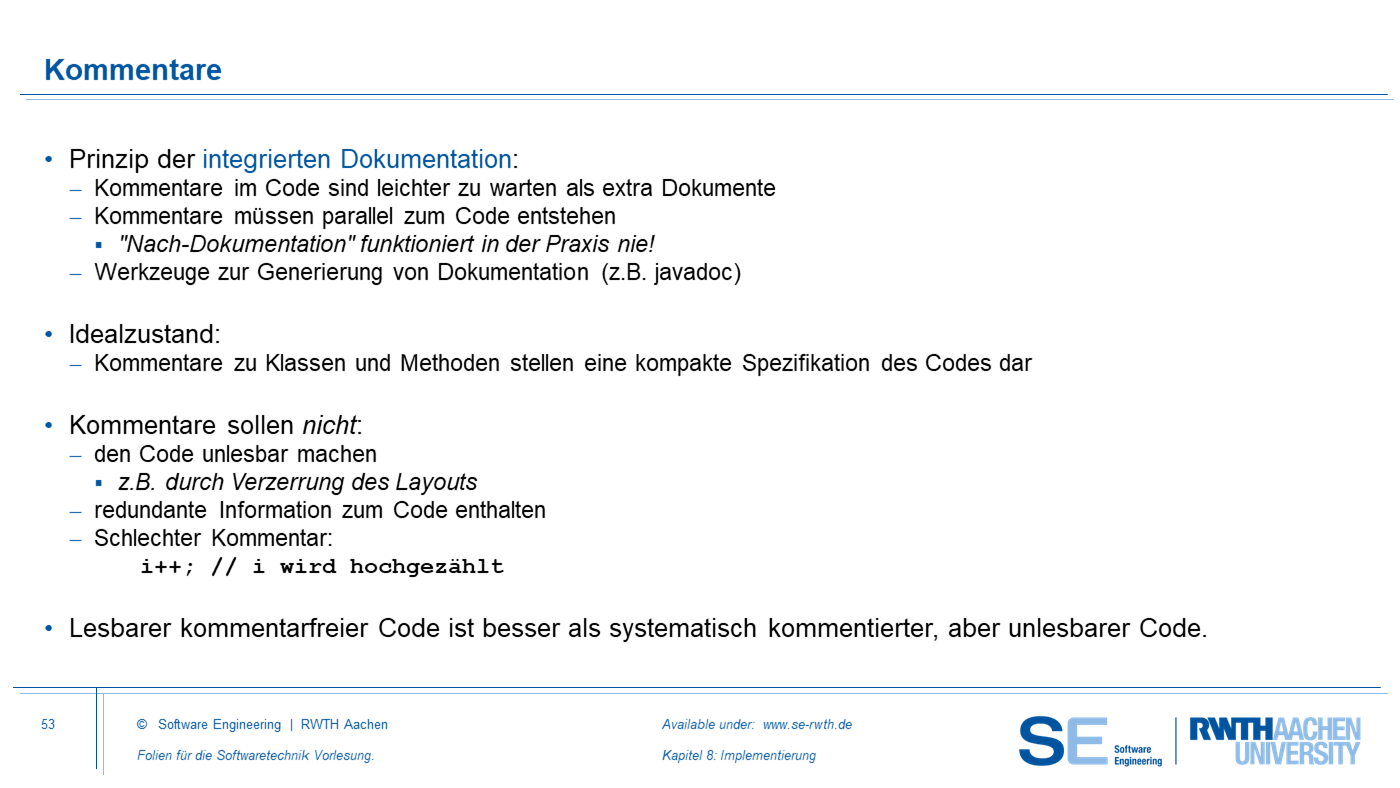 Kommentare
• Prinzip der integrierten Dokumentation:
– Kommentare im Code sind leichter zu warten als extra Dokumente
– Kommentare müssen parallel zum Code entstehen
▪ "Nach-Dokumentation" funktioniert in der Praxis nie!
– Werkzeuge zur Generierung von Dokumentation (z.B. javadoc)
• Idealzustand:
– Kommentare zu Klassen und Methoden stellen eine kompakte Spezifikation des Codes dar
• Kommentare sollen nicht:
– den Code unlesbar machen
▪ z.B. durch Verzerrung des Layouts
– redundante Information zum Code enthalten
– Schlechter Kommentar:
i++; // i wird hochgezählt
• Lesbarer kommentarfreier Code ist besser als systematisch kommentierter, aber unlesbarer Code.
53
© Software Engineering | RWTH Aachen
Folien für die Softwaretechnik Vorlesung.
Available under: www.se-rwth.de
Kapitel 8: Implementierung
SE Software
Engineering
RWTHAACHEN
UNIVERSITY